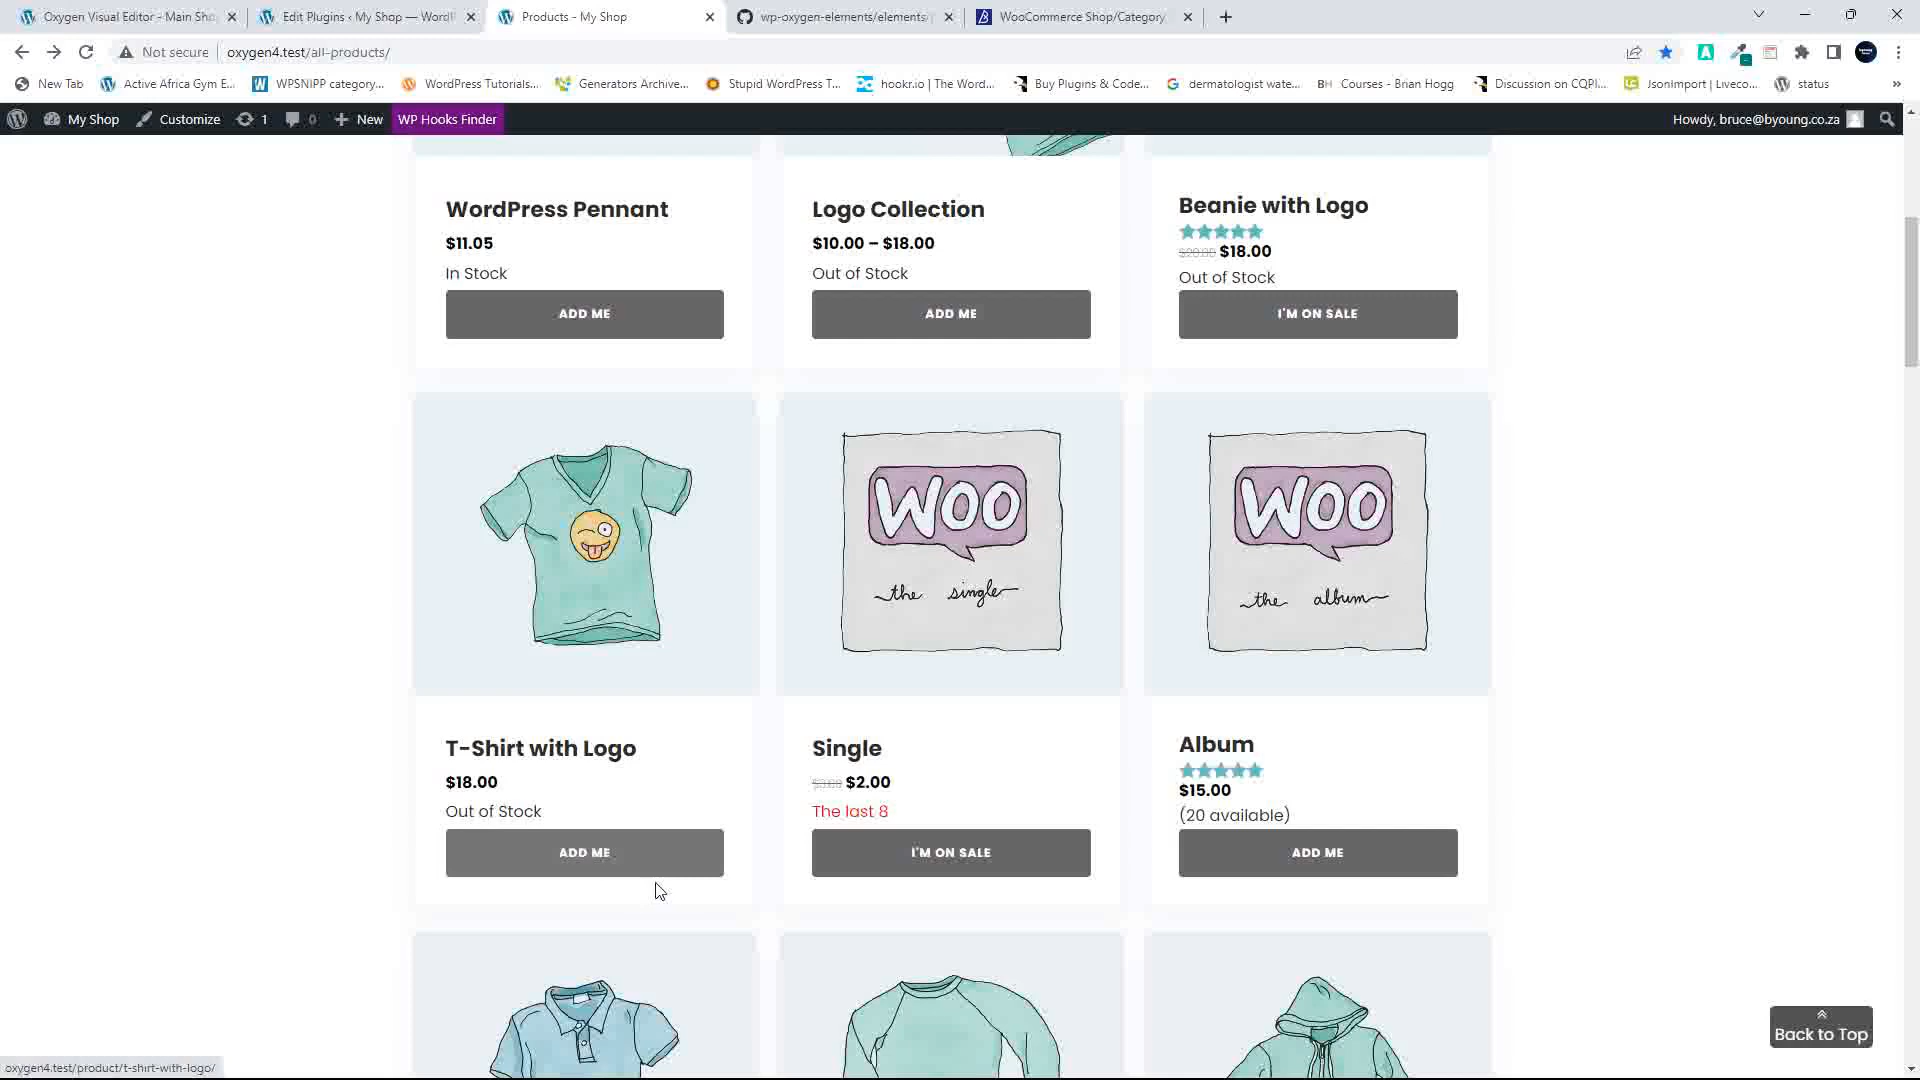 Oxygen Visual Editor - Main Sho
Edit Plugins ‹ My Shop — WordP
Products - My Shop
wp-oxygen-elements/elements/
WooCommerce Shop/Category
Not secure
oxygen4.test/all-products/
New Tab
Active Africa Gym E...
WPSNIPP category...
WordPress Tutorials...
Generators Archive...
Stupid WordPress T...
hookr.io | The Word...
Buy Plugins & Code...
dermatologist wate...
BH Courses - Brian Hogg
Discussion on CQPI...
JsonImport | Liveco...
status
My Shop
Customize
1
0
New
WP Hooks Finder
Howdy, bruce@byoung.co.za
WordPress Pennant
$11.05
In Stock
ADD ME
Logo Collection
$10.00 – $18.00
Out of Stock
ADD ME
Beanie with Logo
$20.00 $18.00
Out of Stock
I'M ON SALE
WOO
the single
WOO
the album
T-Shirt with Logo
$18.00
Out of Stock
ADD ME
Single
$3.00 $2.00
The last 8
I'M ON SALE
Album
$15.00
(20 available)
ADD ME
Back to Top
oxygen4.test/product/t-shirt-with-logo/